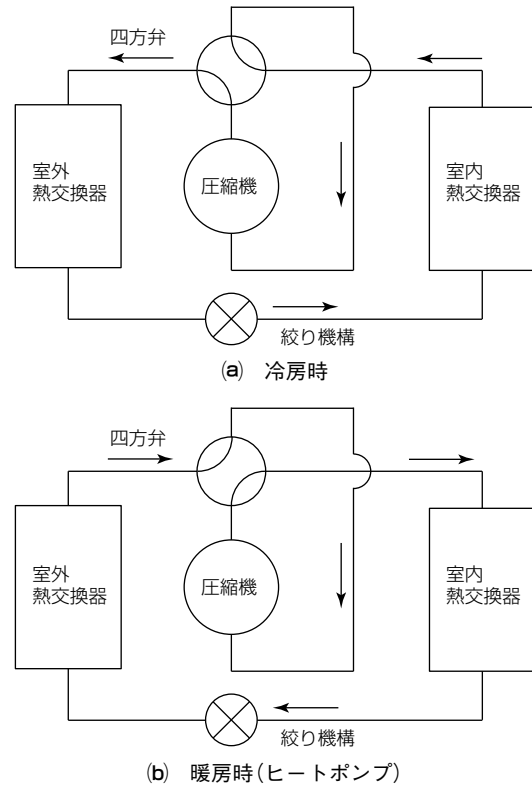 四方弁
室外
熱交換器
圧縮機
室内
熱交換器
絞り機構
(a) 冷房時
四方弁
室外
熱交換器
圧縮機
室内
熱交換器
絞り機構
(b) 暖房時(ヒートポンプ)